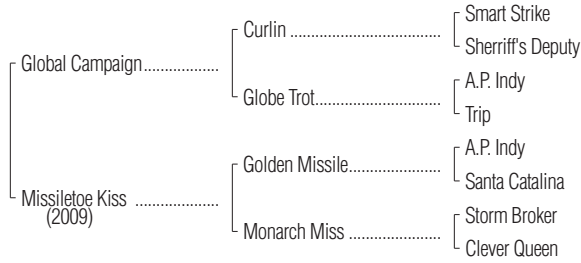 Smart Strike
Curlin ..........................................
Sherriff's Deputy
Global Campaign...................
A.P. Indy
Globe Trot...................................
Trip
A.P. Indy
Golden Missile.........................
Santa Catalina
Missiletoe Kiss .....................
(2009)
Storm Broker
Monarch Miss .........................
Clever Queen